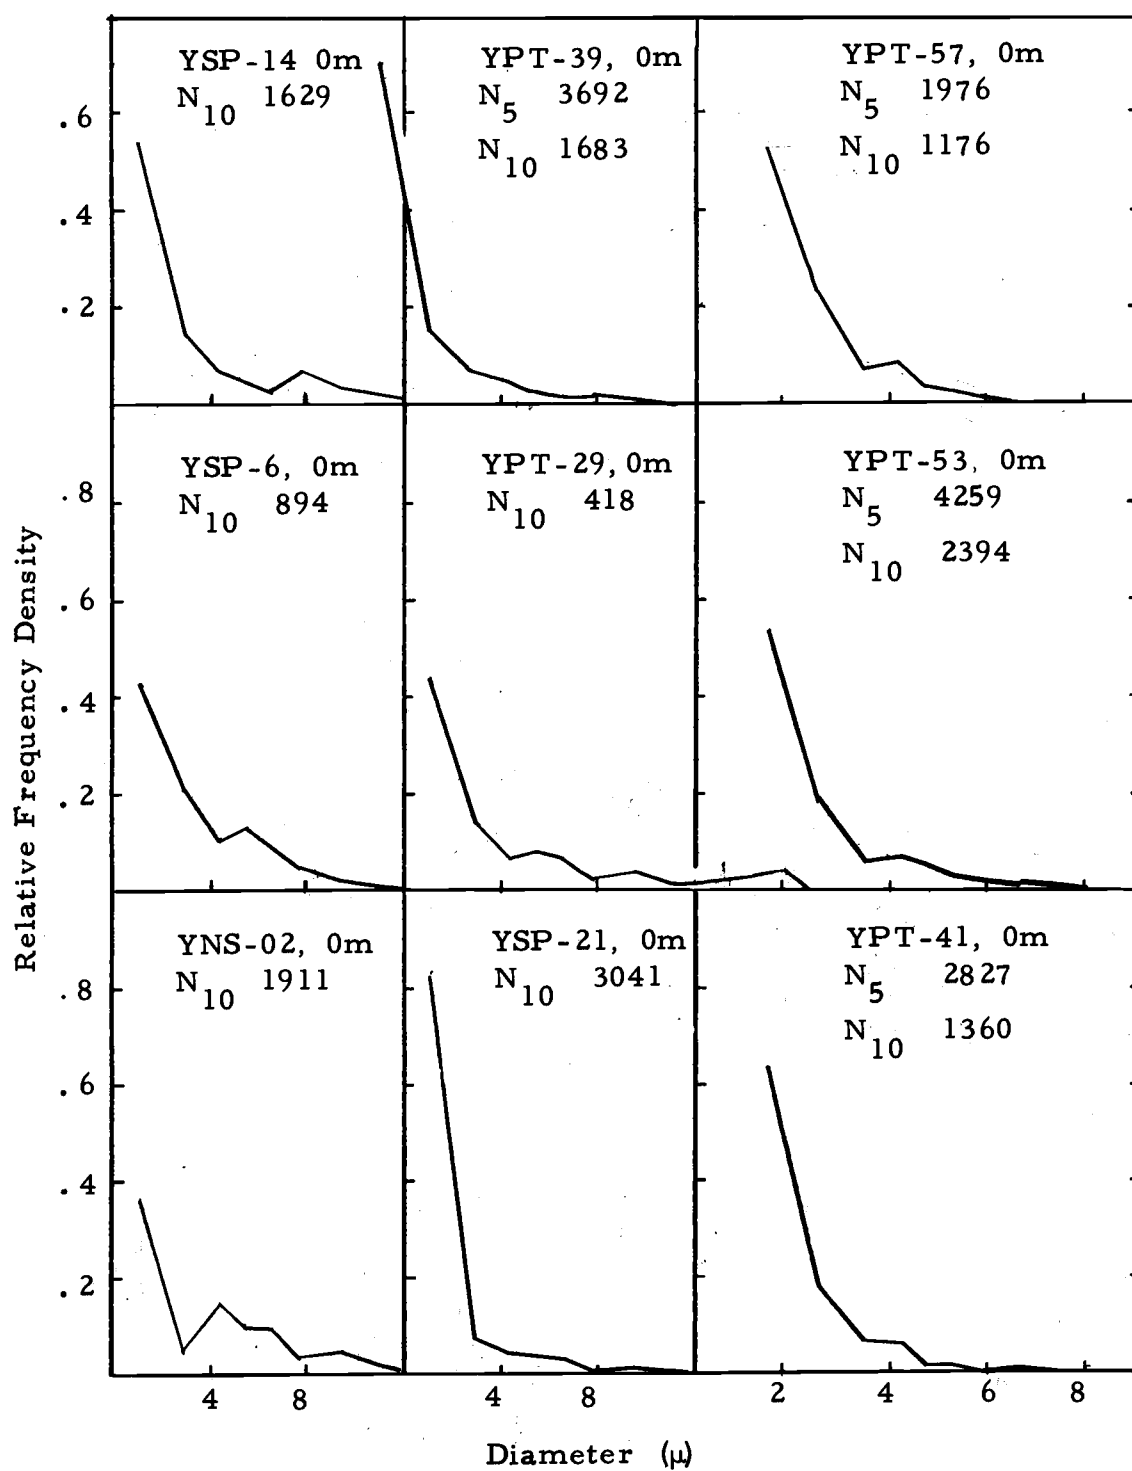 YSP-14 0m
N10 1629
YPT-39, 0m
N5 3692
N10 1683
YPT-57, 0m
N5 1976
N10 1176
.6
.4
.2
YSP-6, 0m
N10 894
YPT-29, 0m
N10 418
YPT-53, 0m
N5 4259
N10 2394
.8
.6
.4
.2
YNS-02, 0m
N10 1911
YSP-21, 0m
N10 3041
YPT-41, 0m
N5 2827
N10 1360
.8
.6
.4
.2
4 8 4 8 2 4 6 8
Relative Frequency Density
Diameter (μ)